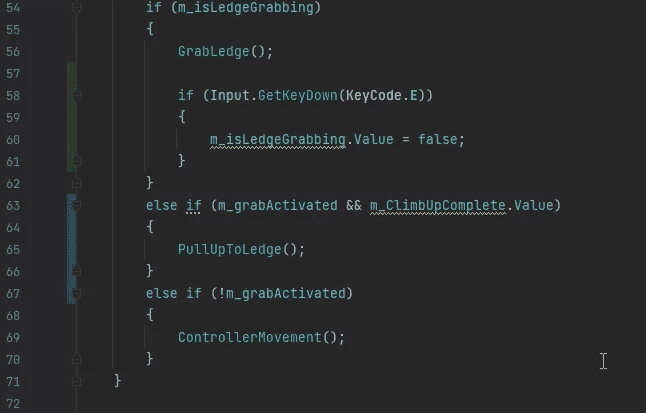 54 if (m_isLedgeGrabbing)
55 {
56 GrabLedge();
57
58 if (Input.GetKeyDown(KeyCode.E))
59 {
60 m_isLedgeGrabbing.Value = false;
61 }
62 }
63 else if (m_grabActivated && m_ClimbUpComplete.Value)
64 {
65 PullUpToLedge();
66 }
67 else if (!m_grabActivated)
68 {
69 ControllerMovement();
70 }
71 }
72